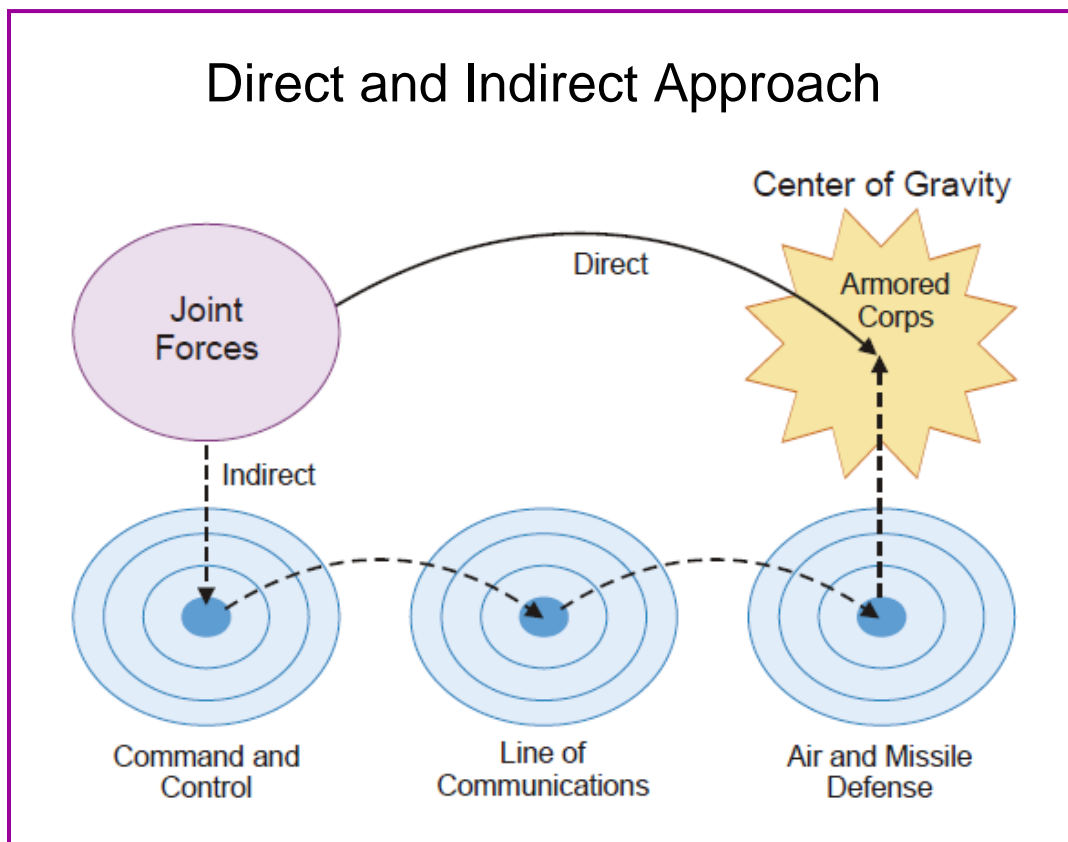 Direct and Indirect Approach
Center of Gravity
Direct
Armored
Corps
Joint
Forces
Indirect
Command and
Control
Line of
Communications
Air and Missile
Defense